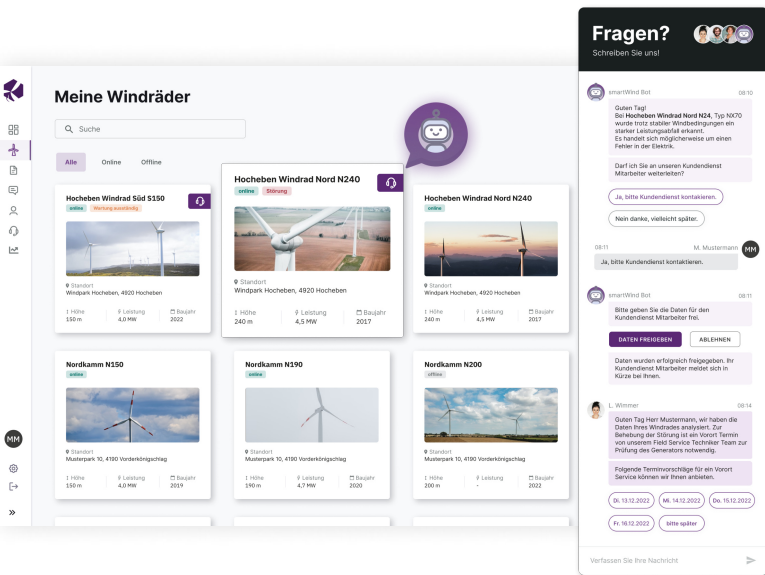 Meine Windräder
Suche
Alle
Online
Offline
Hocheben Windrad Süd S150
online
Wartung ausständig
Standort
Windpark Hocheben, 4920 Hocheben
Höhe
Leistung
Baujahr
150 m
4,0 MW
2022
Hocheben Windrad Nord N240
online
Störung
Standort
Windpark Hocheben, 4920 Hocheben
Höhe
Leistung
Baujahr
240 m
4,5 MW
2017
Hocheben Windrad Nord N240
online
Standort
Windpark Hocheben, 4920 Hocheben
Höhe
Leistung
Baujahr
240 m
4,5 MW
2017
Nordkamm N150
online
Standort
Musterpark 10, 4190 Vorderkönigschlag
Höhe
Leistung
Baujahr
150 m
4,0 MW
2019
Nordkamm N190
online
Standort
Musterpark 10, 4190 Vorderkönigschlag
Höhe
Leistung
Baujahr
190 m
4,7 MW
2020
Nordkamm N200
offline
Standort
Musterpark 10, 4190 Vorderkönigschlag
Höhe
Leistung
Baujahr
200 m
-
2022
MM
Fragen?
Schreiben Sie uns!
smartWind Bot
08:10
Guten Tag!
Bei Hocheben Windrad Nord N24, Typ NX70
wurde trotz stabiler Windbedingungen ein
starker Leistungsabfall erkannt.
Es handelt sich möglicherweise um einen
Fehler in der Elektrik.
Darf ich Sie an unseren Kundendienst
Mitarbeiter weiterleiten?
Ja, bitte Kundendienst kontakieren.
Nein danke, vielleicht später.
08:11
M. Mustermann
MM
Ja, bitte Kundendienst kontaktieren.
smartWind Bot
08:11
Bitte geben Sie die Daten für den
Kundendienst Mitarbeiter frei.
DATEN FREIGEBEN
ABLEHNEN
Daten wurden erfolgreich freigegeben. Ihr
Kundendienst Mitarbeiter meldet sich in
Kürze bei Ihnen.
L. Wimmer
08:14
Guten Tag Herr Mustermann, wir haben die
Daten Ihres Windrades analysiert. Zur
Behebung der Störung ist ein Vorort Termin
von unserem Field Service Techniker Team zur
Prüfung des Generators notwendig.
Folgende Terminvorschläge für ein Vorort
Service können wir Ihnen anbieten.
Di. 13.12.2022
Mi. 14.12.2022
Do. 15.12.2022
Fr. 16.12.2022
bitte später
Verfassen Sie Ihre Nachricht